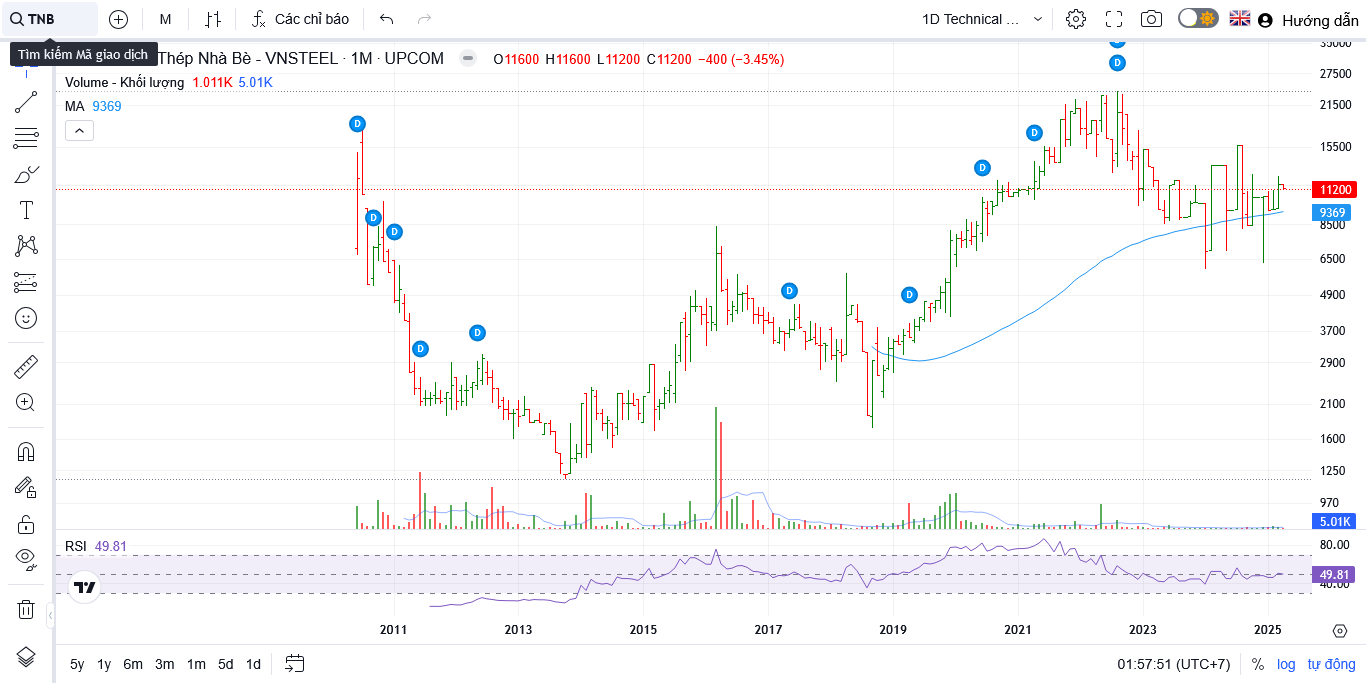 TNB M Các chỉ báo 1D Technical ... Hướng dẫn
Tìm kiếm Mã giao dịch
Thép Nhà Bè - VNSTEEL · 1M · UPCOM O11600 H11600 L11200 C11200 −400 (−3.45%)
Volume - Khối lượng 1.011K 5.01K
MA 9369
35000
27500
21500
15500
11200
9369
8500
6500
4900
3700
2900
2100
1600
1250
970
5.01K
D
D
D
D
D
D
D
D
D
D
D
D
RSI 49.81
80.00
49.81
40.00
2011 2013 2015 2017 2019 2021 2023 2025
5y 1y 6m 3m 1m 5d 1d 01:57:51 (UTC+7) % log tự động